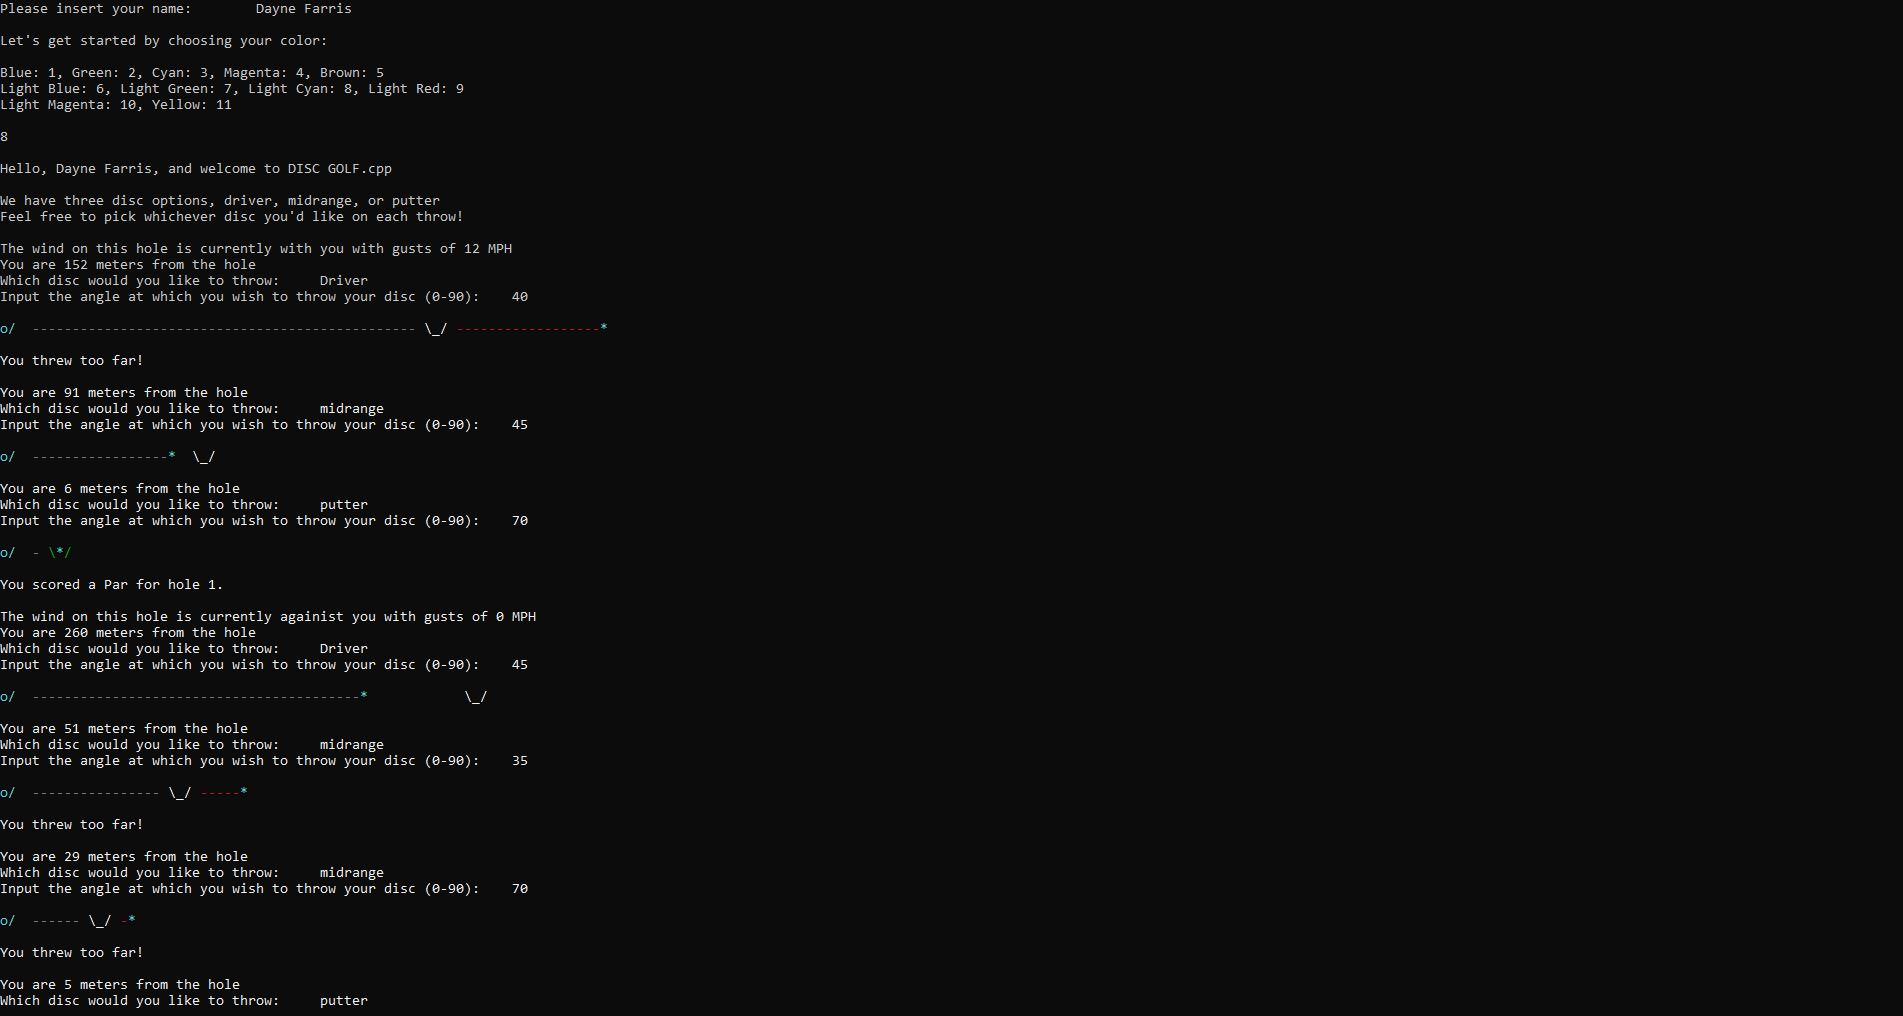 Please insert your name:        Dayne Farris
Let's get started by choosing your color:
Blue: 1, Green: 2, Cyan: 3, Magenta: 4, Brown: 5
Light Blue: 6, Light Green: 7, Light Cyan: 8, Light Red: 9
Light Magenta: 10, Yellow: 11
8
Hello, Dayne Farris, and welcome to DISC GOLF.cpp
We have three disc options, driver, midrange, or putter
Feel free to pick whichever disc you'd like on each throw!
The wind on this hole is currently with you with gusts of 12 MPH
You are 152 meters from the hole
Which disc would you like to throw:     Driver
Input the angle at which you wish to throw your disc (0-90):    40
o/  ------------------------------------------------ \_/ ------------------*
You threw too far!
You are 91 meters from the hole
Which disc would you like to throw:     midrange
Input the angle at which you wish to throw your disc (0-90):    45
o/  -----------------*  \_/
You are 6 meters from the hole
Which disc would you like to throw:     putter
Input the angle at which you wish to throw your disc (0-90):    70
o/  - \*/
You scored a Par for hole 1.
The wind on this hole is currently againist you with gusts of 0 MPH
You are 260 meters from the hole
Which disc would you like to throw:     Driver
Input the angle at which you wish to throw your disc (0-90):    45
o/  -----------------------------------------*            \_/
You are 51 meters from the hole
Which disc would you like to throw:     midrange
Input the angle at which you wish to throw your disc (0-90):    35
o/  ---------------- \_/ -----*
You threw too far!
You are 29 meters from the hole
Which disc would you like to throw:     midrange
Input the angle at which you wish to throw your disc (0-90):    70
o/  ------ \_/ -*
You threw too far!
You are 5 meters from the hole
Which disc would you like to throw:     putter